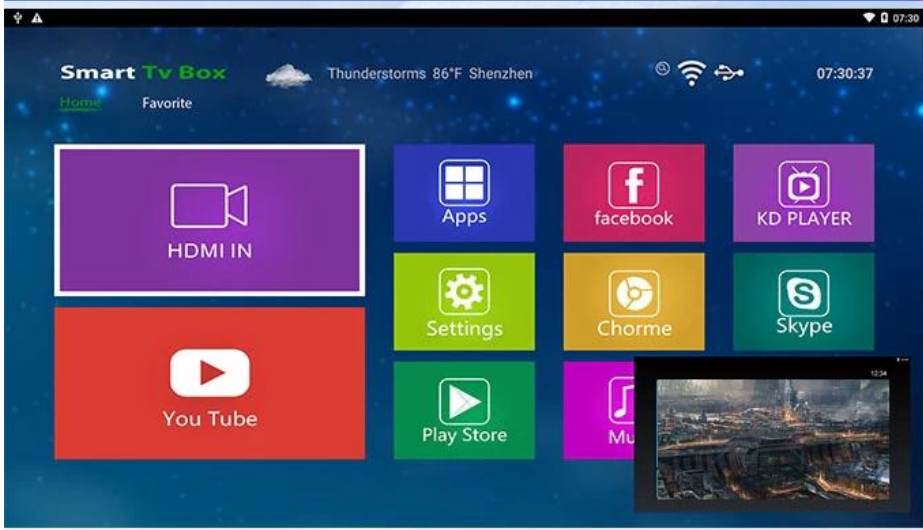 07:30
Smart Tv Box
Thunderstorms 86°F Shenzhen
07:30:37
Home
Favorite
HDMI IN
Apps
facebook
KD PLAYER
Settings
Chorme
Skype
You Tube
Play Store
12:34